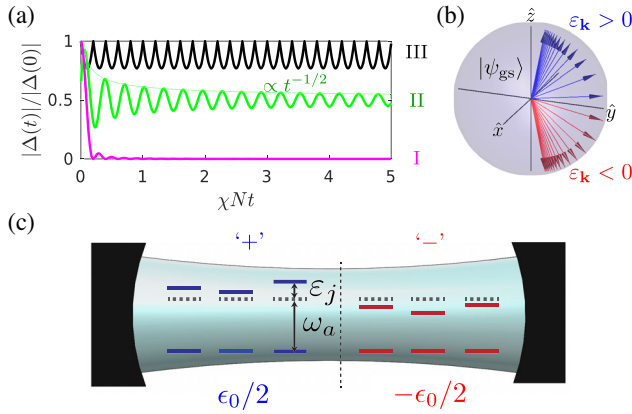 (a)
|Δ(t)|/|Δ(0)|
1
0.5
0
0 1 2 3 4 5
χNt
∝ t^{-1/2}
III
II
I
(b)
ẑ
ε_k > 0
|ψ_gs⟩
x̂
ŷ
ε_k < 0
(c)
‘+’
‘−’
ε_j
ω_a
ϵ_0/2
−ϵ_0/2